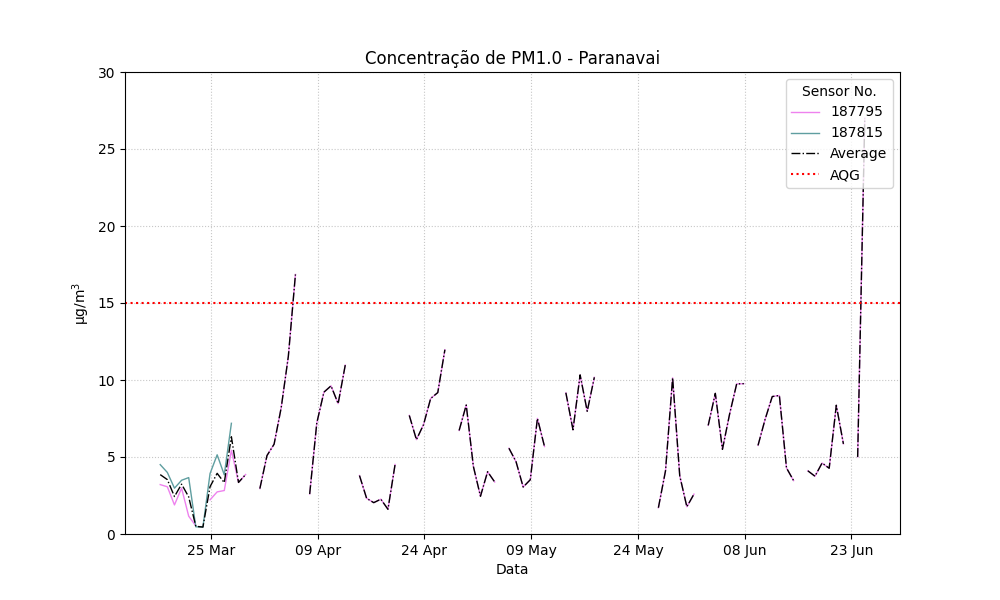 Concentração de PM1.0 - Paranavai
30
25
20
15
10
5
0
µg/m³
Sensor No.
187795
187815
Average
AQG
25 Mar
09 Apr
24 Apr
09 May
24 May
08 Jun
23 Jun
Data